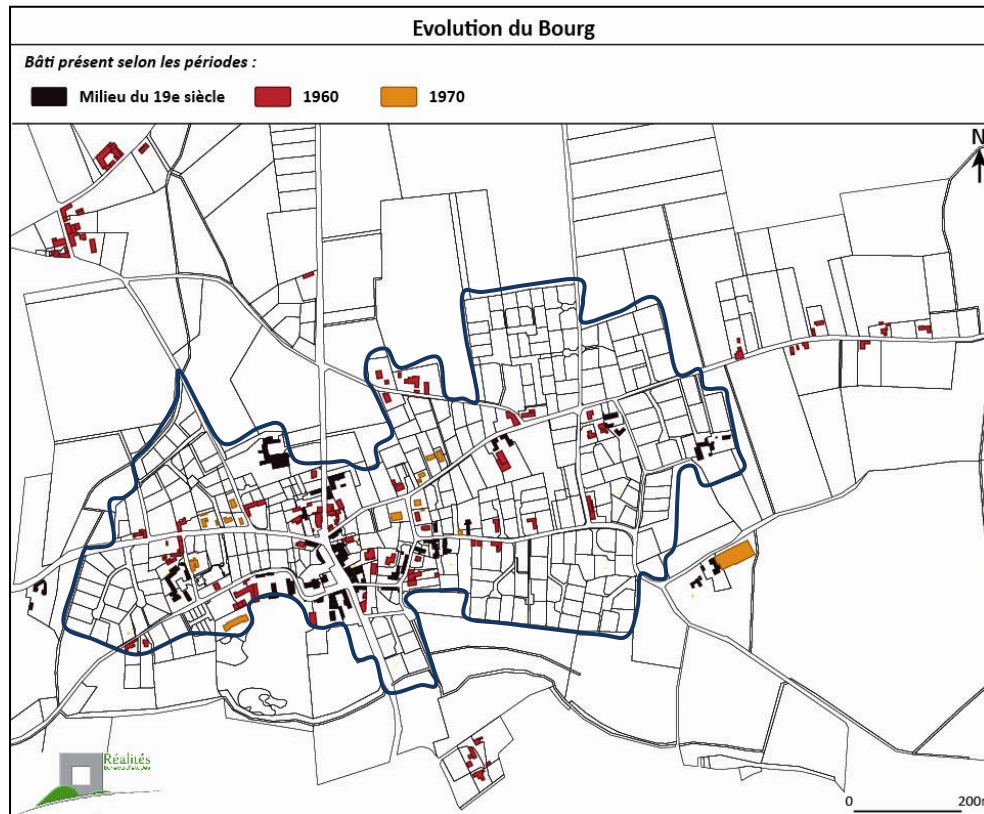 Evolution du Bourg
Bâti présent selon les périodes :
Milieu du 19e siècle
1960
1970
N
Réalités
0
200m